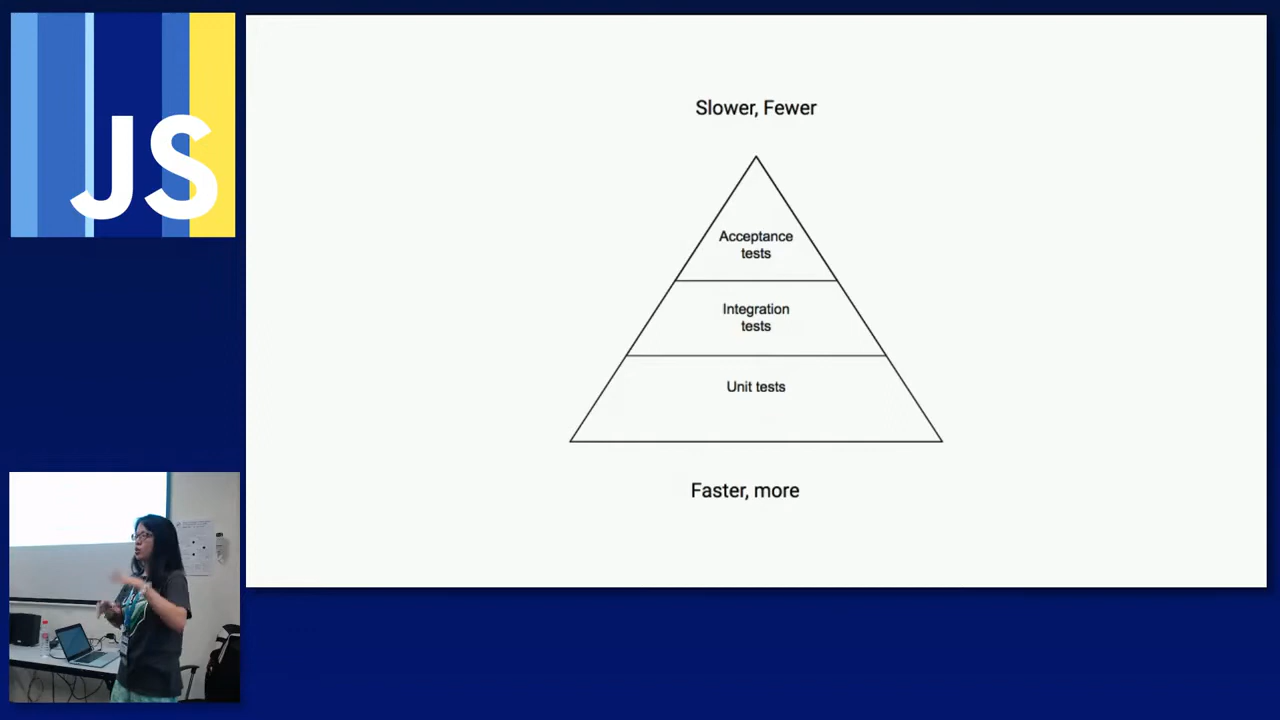 JS
Slower, Fewer
Acceptance
tests
Integration
tests
Unit tests
Faster, more